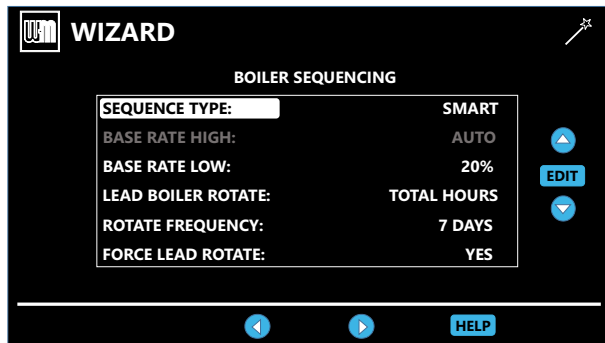 WM WIZARD
BOILER SEQUENCING
SEQUENCE TYPE: SMART
BASE RATE HIGH: AUTO
BASE RATE LOW: 20%
EDIT
LEAD BOILER ROTATE: TOTAL HOURS
ROTATE FREQUENCY: 7 DAYS
FORCE LEAD ROTATE: YES
HELP